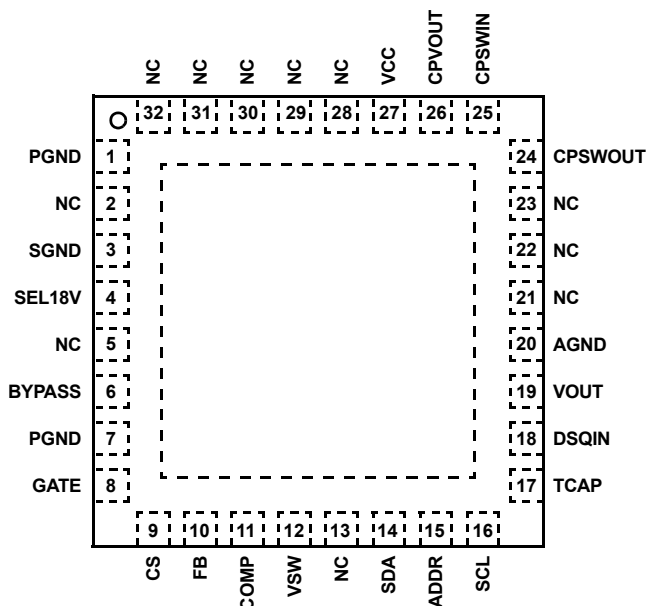 NC NC NC NC NC VCC CPVOUT CPSWIN
32 31 30 29 28 27 26 25
PGND 1 24 CPSWOUT
NC 2 23 NC
SGND 3 22 NC
SEL18V 4 21 NC
NC 5 20 AGND
BYPASS 6 19 VOUT
PGND 7 18 DSQIN
GATE 8 17 TCAP
9 10 11 12 13 14 15 16
CS FB COMP VSW NC SDA ADDR SCL